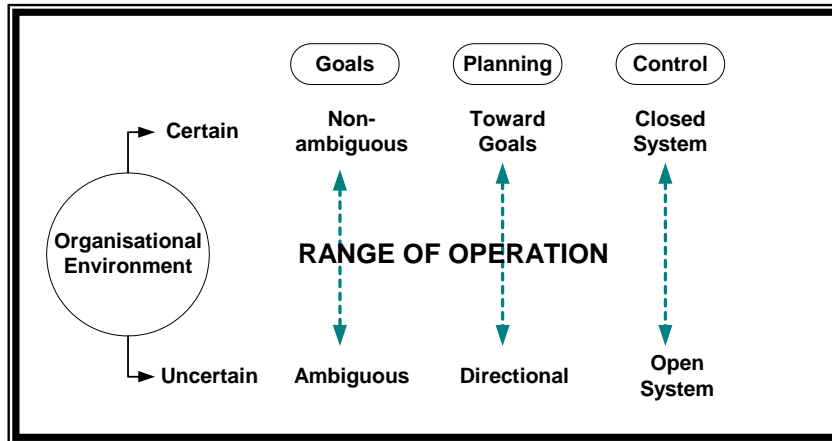 Goals
Planning
Control
Certain
Non-
ambiguous
Toward
Goals
Closed
System
Organisational
Environment
RANGE OF OPERATION
Uncertain
Ambiguous
Directional
Open
System